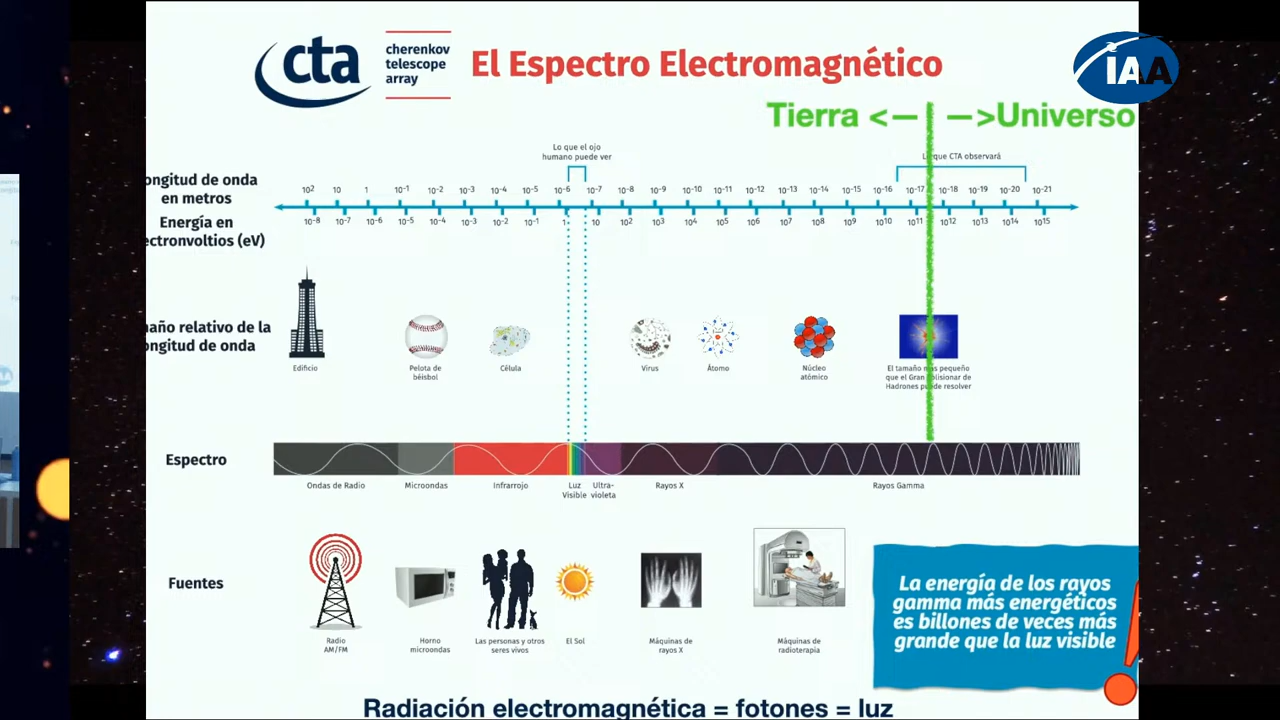 cta
cherenkov
telescope
array
El Espectro Electromagnético
IAA
Tierra <— —>Universo
Lo que el ojo
humano puede ver
que CTA observará
ongitud de onda
en metros
10² 10 1 10⁻¹ 10⁻² 10⁻³ 10⁻⁴ 10⁻⁵ 10⁻⁶ 10⁻⁷ 10⁻⁸ 10⁻⁹ 10⁻¹⁰ 10⁻¹¹ 10⁻¹² 10⁻¹³ 10⁻¹⁴ 10⁻¹⁵ 10⁻¹⁶ 10⁻¹⁷ 10⁻¹⁸ 10⁻¹⁹ 10⁻²⁰ 10⁻²¹
Energía en
ectronvoltios (eV)
10⁻⁸ 10⁻⁷ 10⁻⁶ 10⁻⁵ 10⁻⁴ 10⁻³ 10⁻² 10⁻¹ 1 10 10² 10³ 10⁴ 10⁵ 10⁶ 10⁷ 10⁸ 10⁹ 10¹⁰ 10¹¹ 10¹² 10¹³ 10¹⁴ 10¹⁵
año relativo de la
ongitud de onda
Edificio
Pelota de
béisbol
Célula
Virus
Átomo
Núcleo
atómico
El tamaño más pequeño
que el Gran Colisionar de
Hadrones puede resolver
Espectro
Ondas de Radio
Microondas
Infrarrojo
Luz
Visible
Ultra-
violeta
Rayos X
Rayos Gamma
Fuentes
Radio
AM/FM
Horno
microondas
Las personas y otros
seres vivos
El Sol
Máquinas de
rayos X
Máquinas de
radioterapia
La energía de los rayos
gamma más energéticos
es billones de veces más
grande que la luz visible
!
Radiación electromagnética = fotones = luz